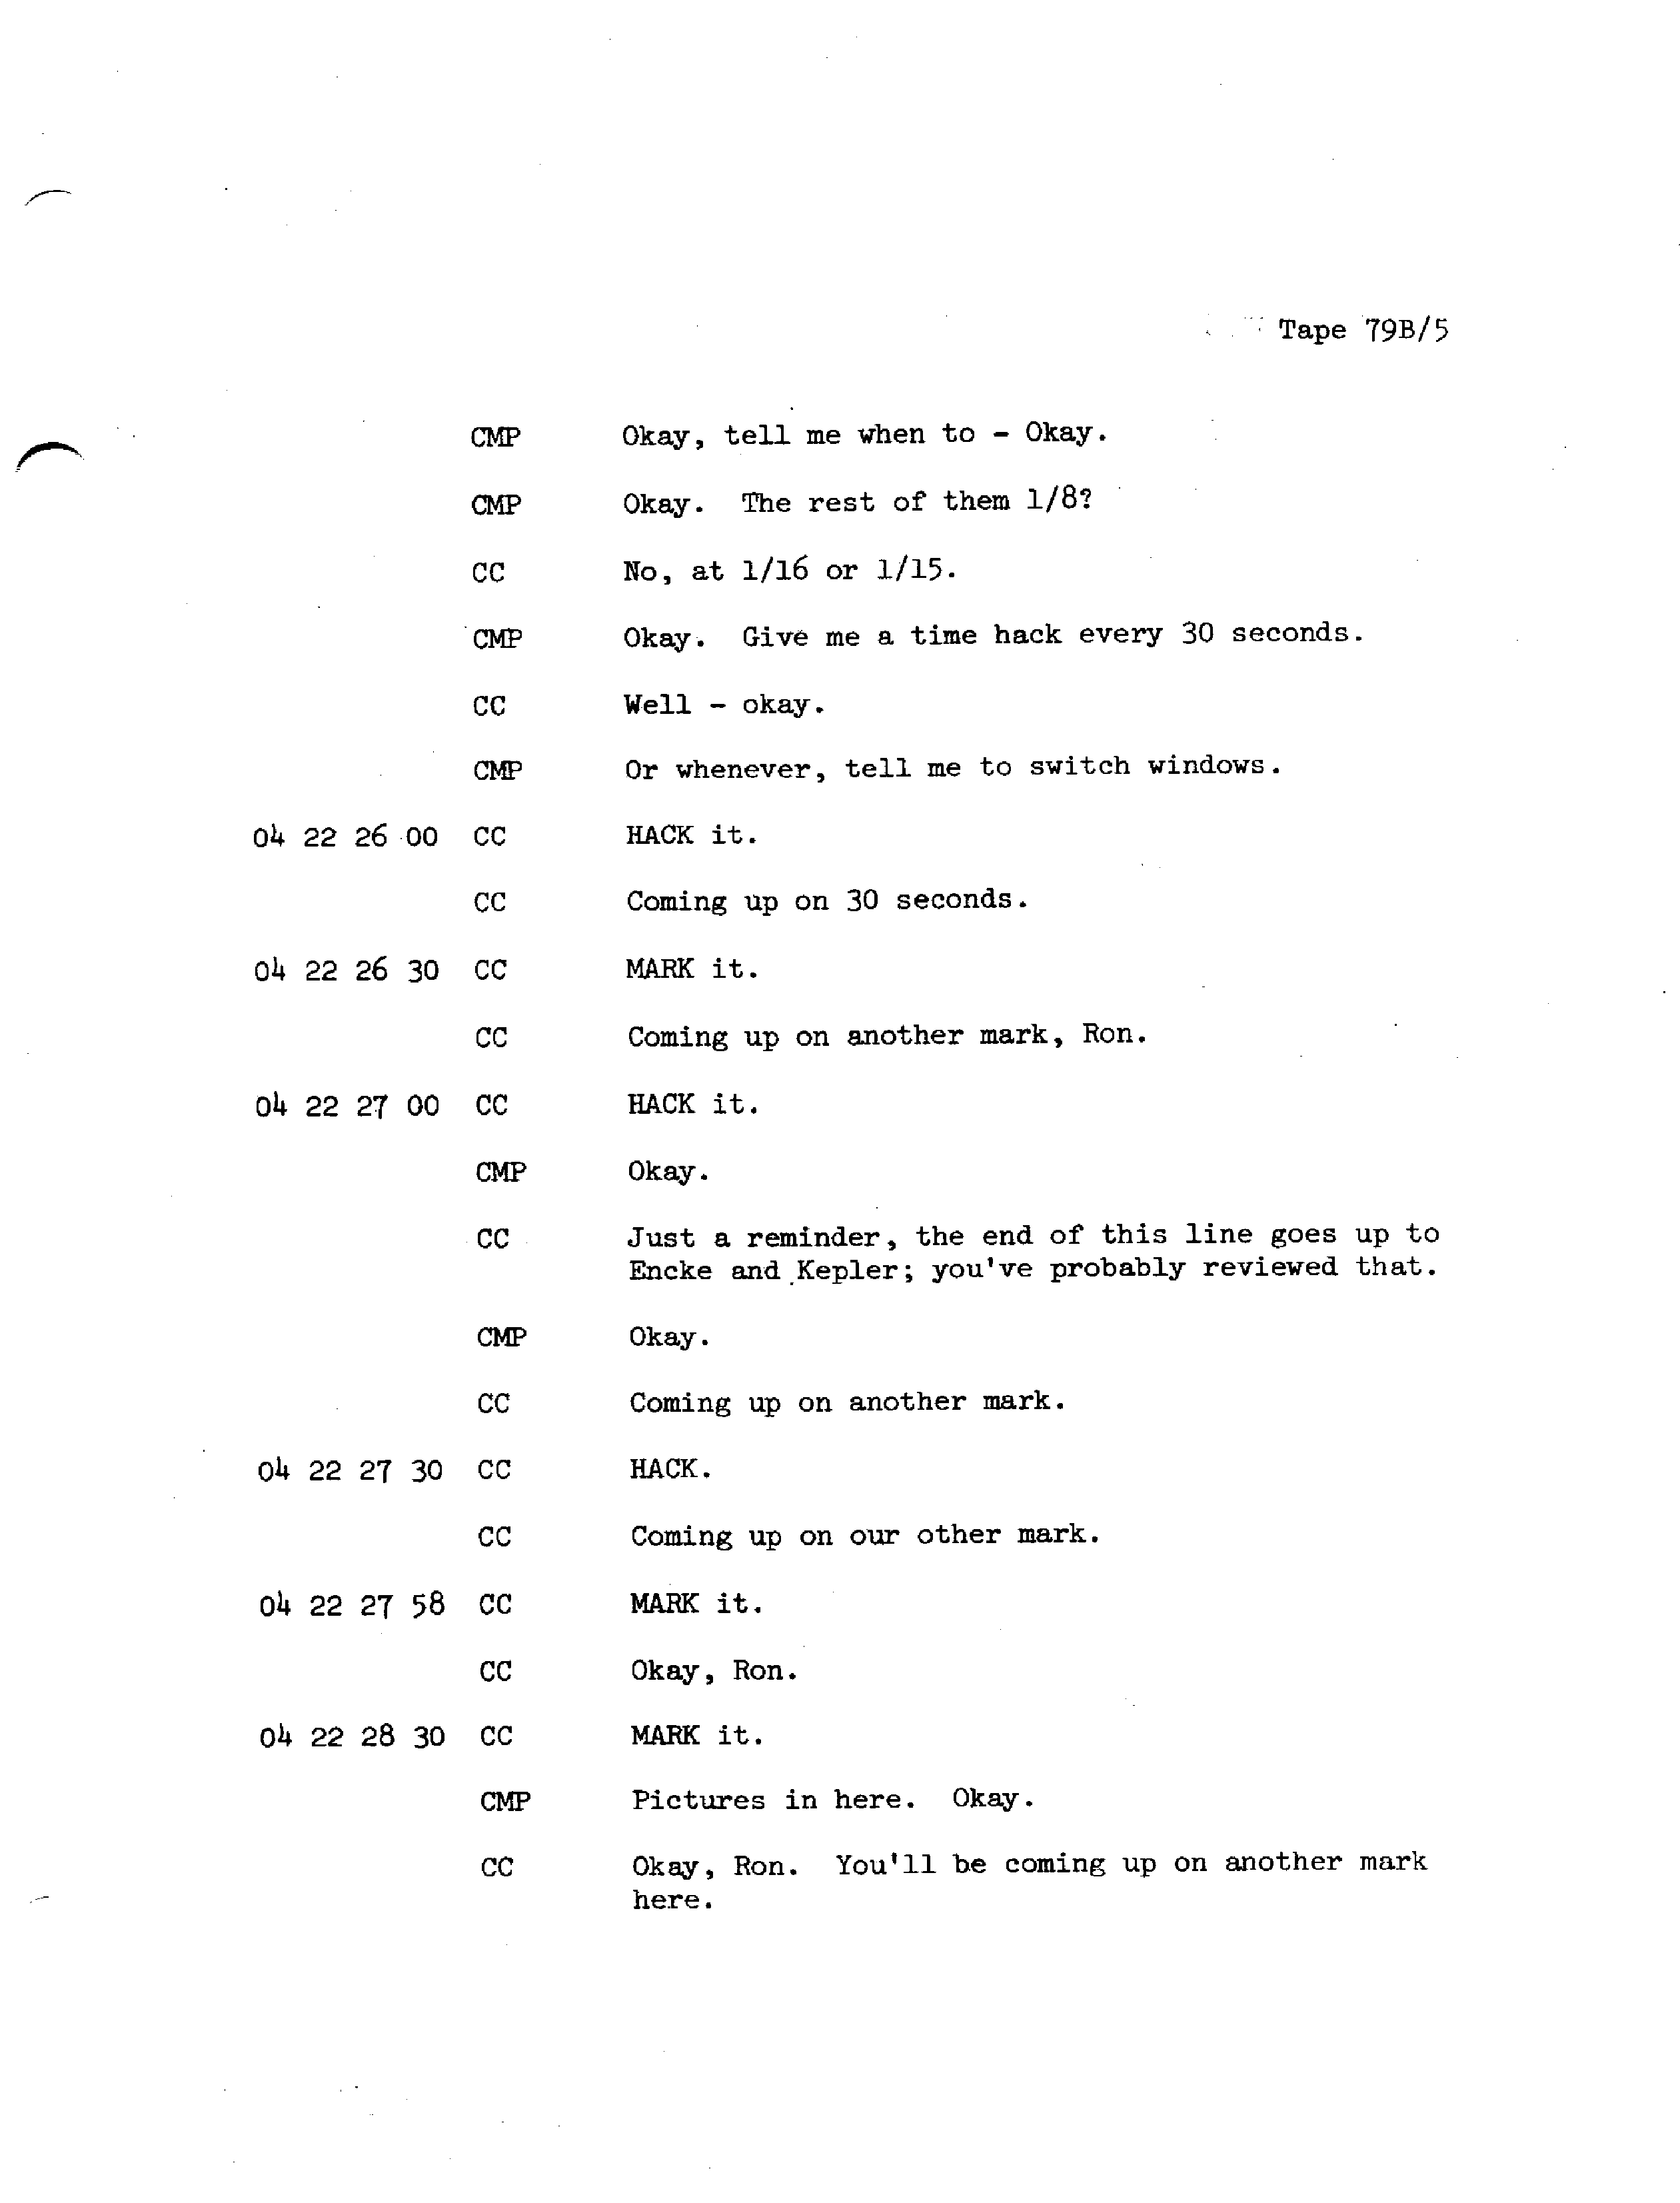 Tape 79B/5
CMP Okay, tell me when to - Okay.
CMP Okay. The rest of them 1/8?
CC No, at 1/16 or 1/15.
CMP Okay. Give me a time hack every 30 seconds.
CC Well - okay.
CMP Or whenever, tell me to switch windows.
04 22 26 00 CC HACK it.
CC Coming up on 30 seconds.
04 22 26 30 CC MARK it.
CC Coming up on another mark, Ron.
04 22 27 00 CC HACK it.
CMP Okay.
CC Just a reminder, the end of this line goes up to
Encke and Kepler; you've probably reviewed that.
CMP Okay.
CC Coming up on another mark.
04 22 27 30 CC HACK.
CC Coming up on our other mark.
04 22 27 58 CC MARK it.
CC Okay, Ron.
04 22 28 30 CC MARK it.
CMP Pictures in here. Okay.
CC Okay, Ron. You'll be coming up on another mark
here.